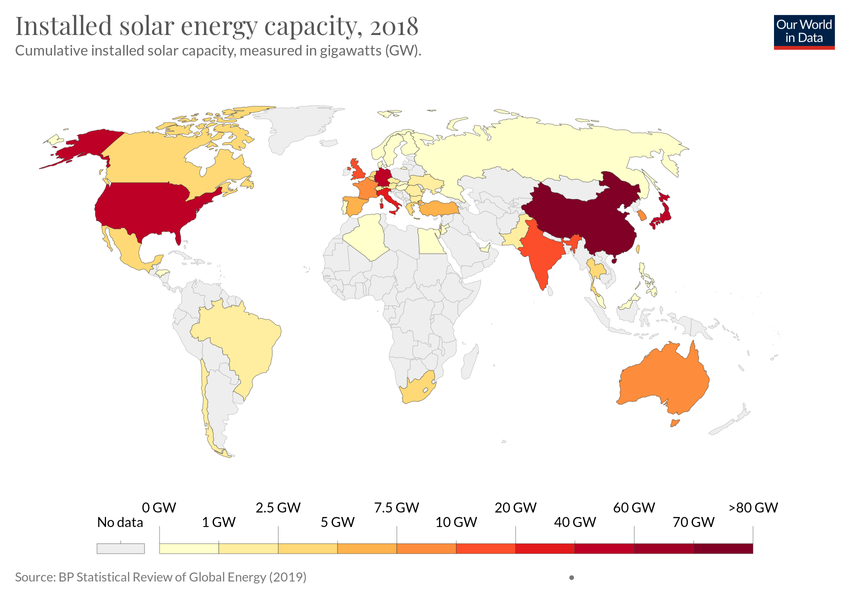 Installed solar energy capacity, 2018
Cumulative installed solar capacity, measured in gigawatts (GW).
Our World
in Data
0 GW 2.5 GW 7.5 GW 20 GW 60 GW >80 GW
No data 1 GW 5 GW 10 GW 40 GW 70 GW
Source: BP Statistical Review of Global Energy (2019)